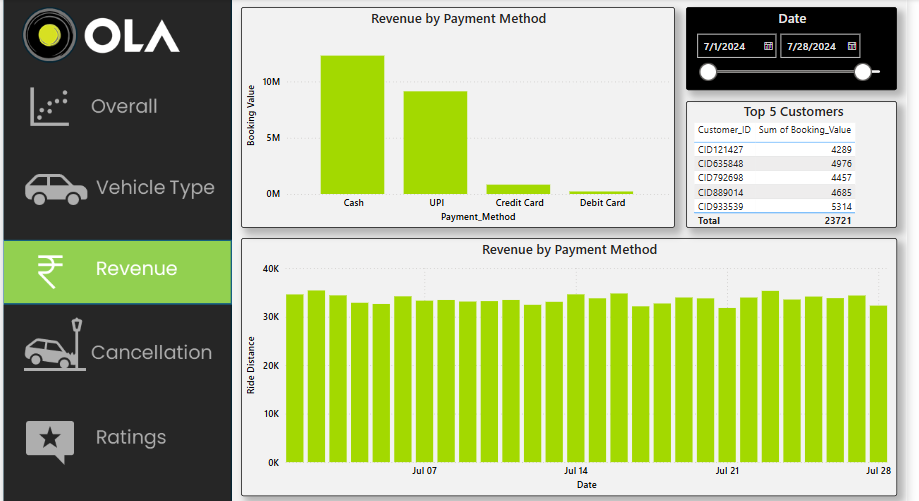 OLA
Overall
Vehicle Type
₹
Revenue
Cancellation
Ratings
Revenue by Payment Method
Booking Value
10M
5M
0M
Cash UPI Credit Card Debit Card
Payment_Method
Date
7/1/2024 7/28/2024
Top 5 Customers
Customer_ID Sum of Booking_Value
CID121427 4289
CID635848 4976
CID792698 4457
CID889014 4685
CID933539 5314
Total 23721
Revenue by Payment Method
Ride Distance
40K
30K
20K
10K
0K
Jul 07 Jul 14 Jul 21 Jul 28
Date